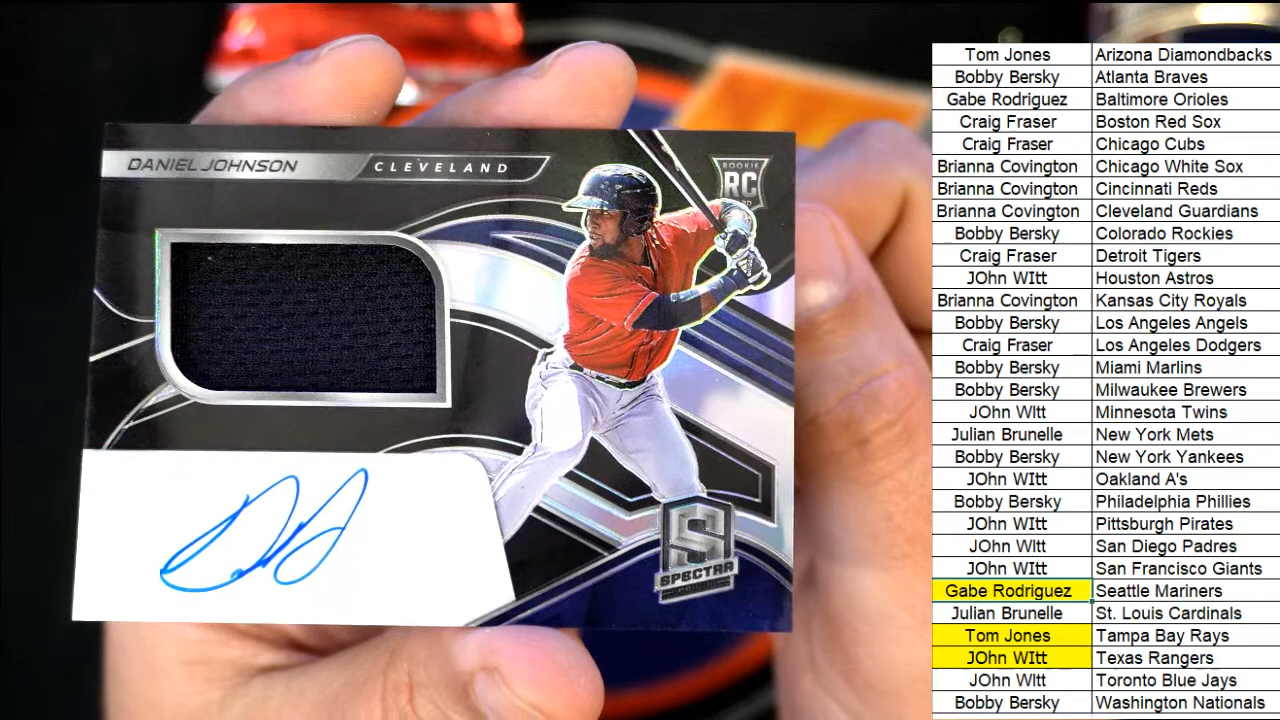 DANIEL JOHNSON
CLEVELAND
ROOKIE
RC
SPECTRA
Tom Jones Arizona Diamondbacks
Bobby Bersky Atlanta Braves
Gabe Rodriguez Baltimore Orioles
Craig Fraser Boston Red Sox
Craig Fraser Chicago Cubs
Brianna Covington Chicago White Sox
Brianna Covington Cincinnati Reds
Brianna Covington Cleveland Guardians
Bobby Bersky Colorado Rockies
Craig Fraser Detroit Tigers
JOhn WItt Houston Astros
Brianna Covington Kansas City Royals
Bobby Bersky Los Angeles Angels
Craig Fraser Los Angeles Dodgers
Bobby Bersky Miami Marlins
Bobby Bersky Milwaukee Brewers
JOhn WItt Minnesota Twins
Julian Brunelle New York Mets
Bobby Bersky New York Yankees
JOhn WItt Oakland A's
Bobby Bersky Philadelphia Phillies
JOhn WItt Pittsburgh Pirates
JOhn WItt San Diego Padres
JOhn WItt San Francisco Giants
Gabe Rodriguez Seattle Mariners
Julian Brunelle St. Louis Cardinals
Tom Jones Tampa Bay Rays
JOhn WItt Texas Rangers
JOhn WItt Toronto Blue Jays
Bobby Bersky Washington Nationals